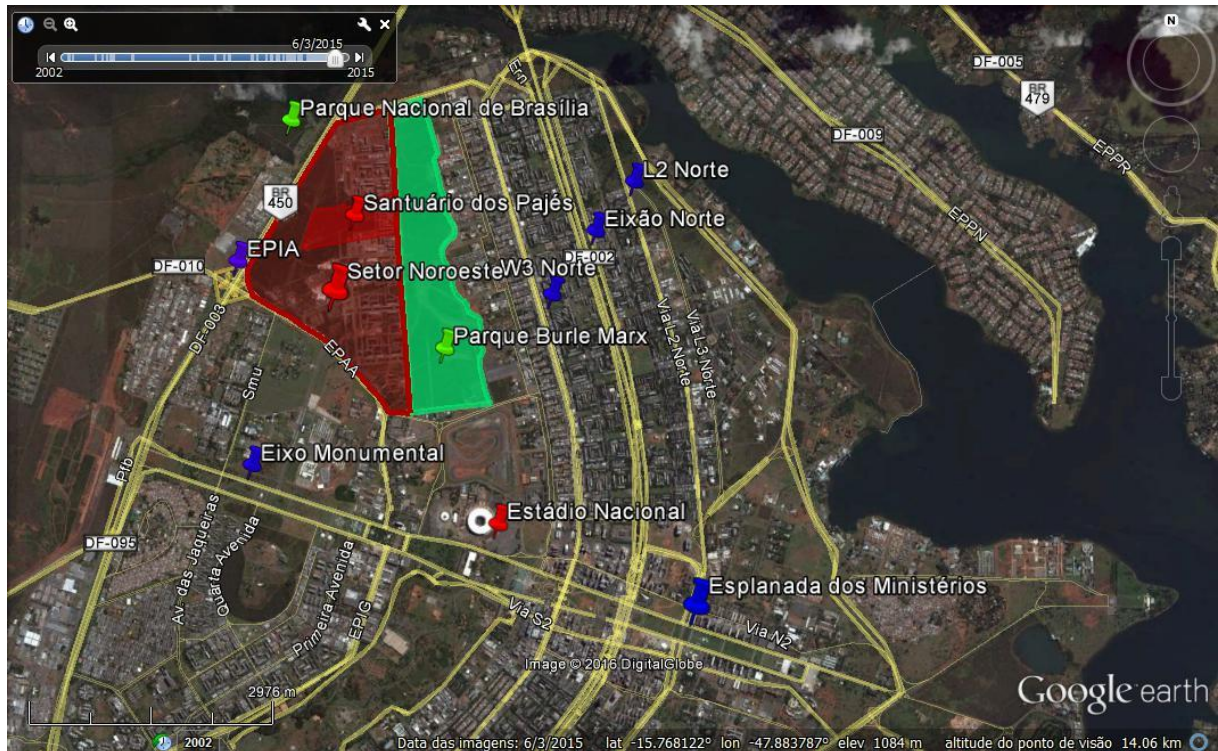 6/3/2015
2002
2015
N
Parque Nacional de Brasília
Ern
DF-005
BR
479
DF-009
EPPR
L2 Norte
BR
450
Santuário dos Pajés
Eixão Norte
EPPN
EPIA
DF-002
DF-010
Setor Noroeste
W3 Norte
DF-003
EPAA
Parque Burle Marx
Via L2 Norte
Via L3 Norte
Smu
Eixo Monumental
Pfb
Estádio Nacional
DF-095
Av. das Jaqueiras
Quarta Avenida
Primeira Avenida
EPIG
Esplanada dos Ministérios
Via S2
Via N2
Image © 2016 DigitalGlobe
2976 m
Google earth
2002
Data das imagens: 6/3/2015 lat -15.768122° lon -47.883787° elev 1084 m altitude do ponto de visão 14.06 km